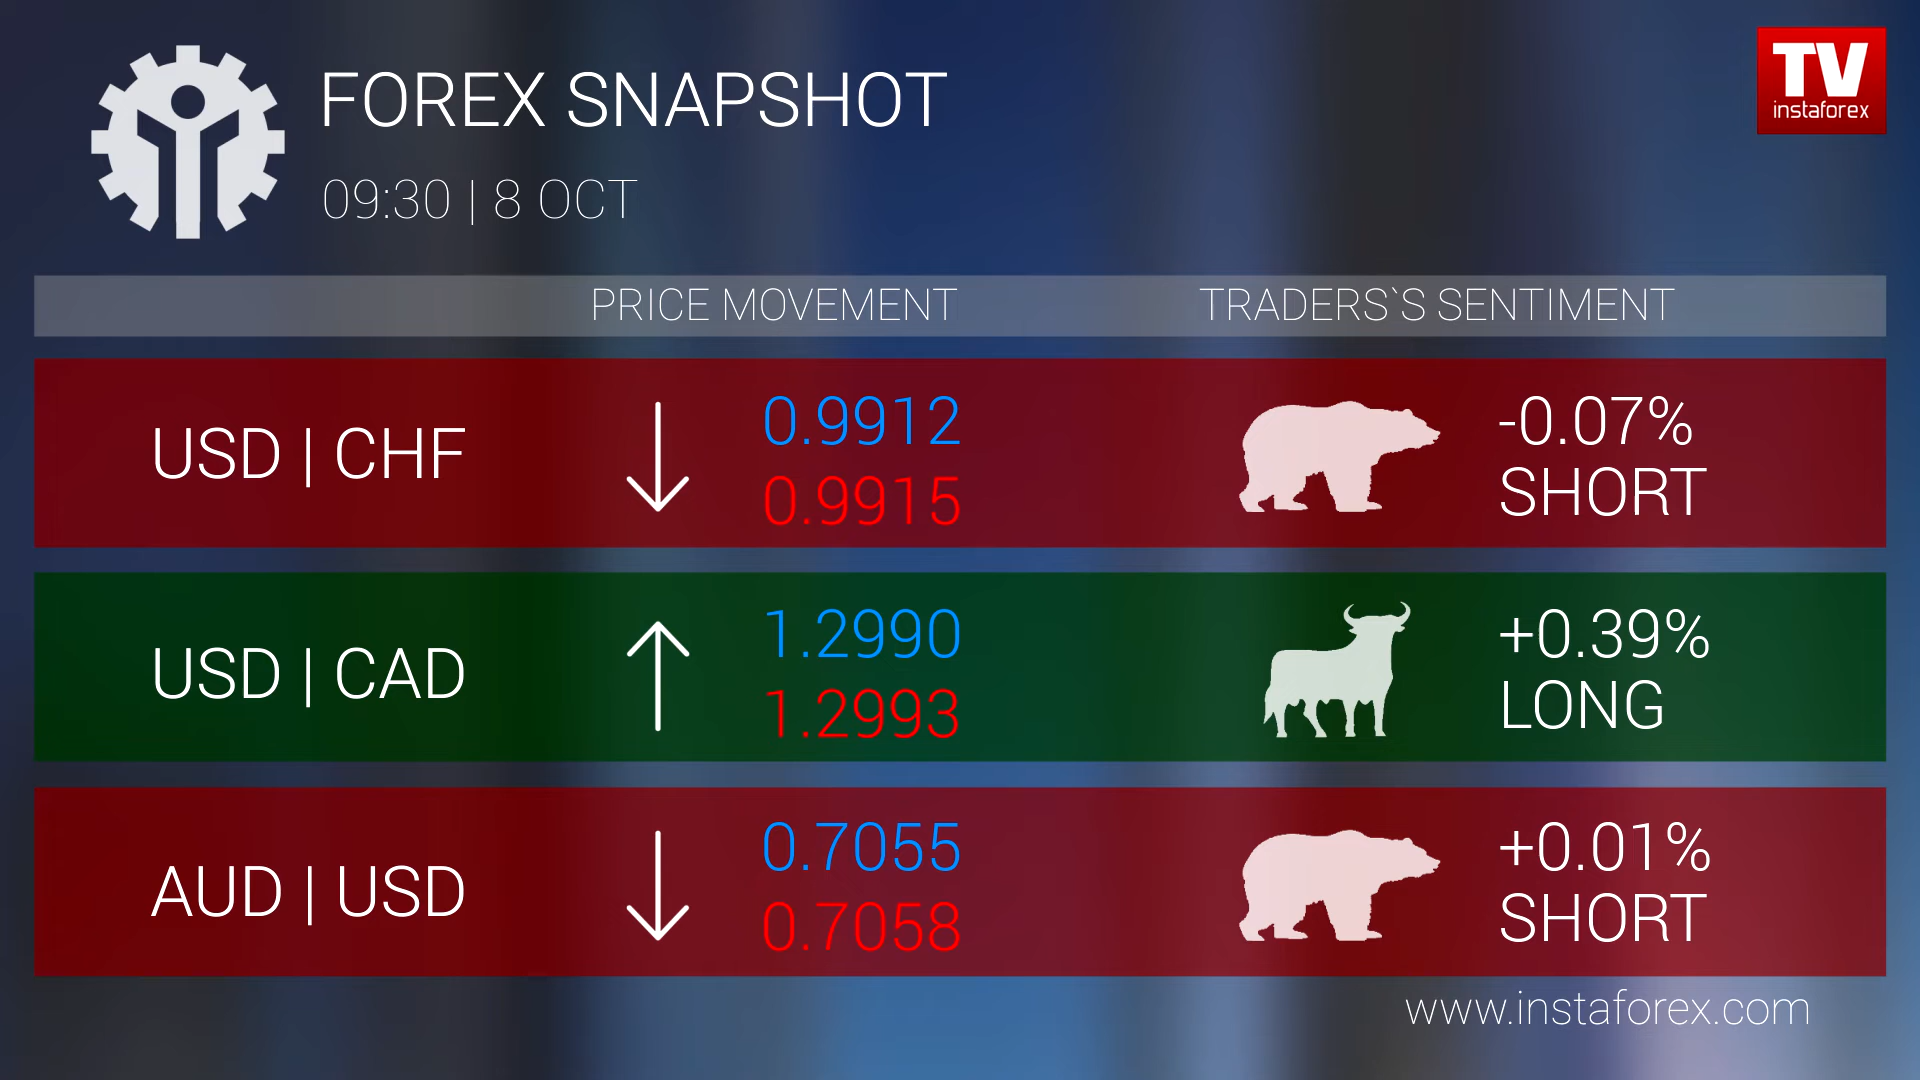 FOREX SNAPSHOT
09:30 | 8 OCT
TV
instaforex
PRICE MOVEMENT
TRADERS`S SENTIMENT
USD | CHF
0.9912
0.9915
-0.07%
SHORT
USD | CAD
1.2990
1.2993
+0.39%
LONG
AUD | USD
0.7055
0.7058
+0.01%
SHORT
www.instaforex.com